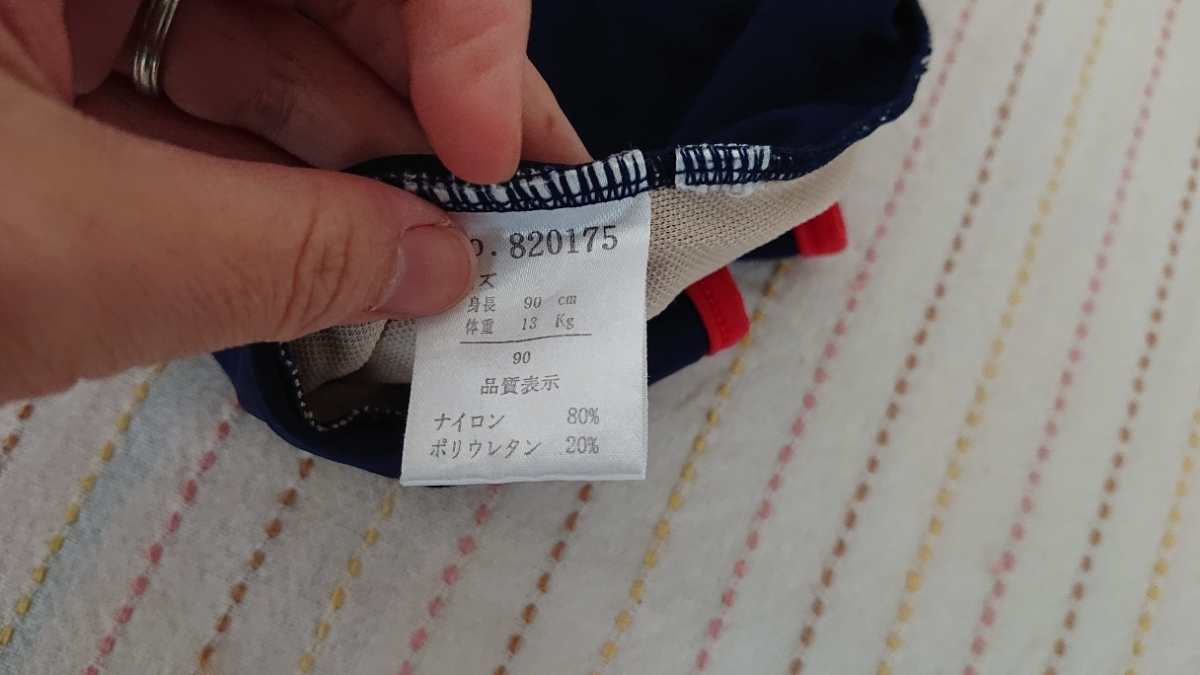 o. 820175
ズ
身長 90 cm
体重 13 Kg
90
品質表示
ナイロン 80%
ポリウレタン 20%